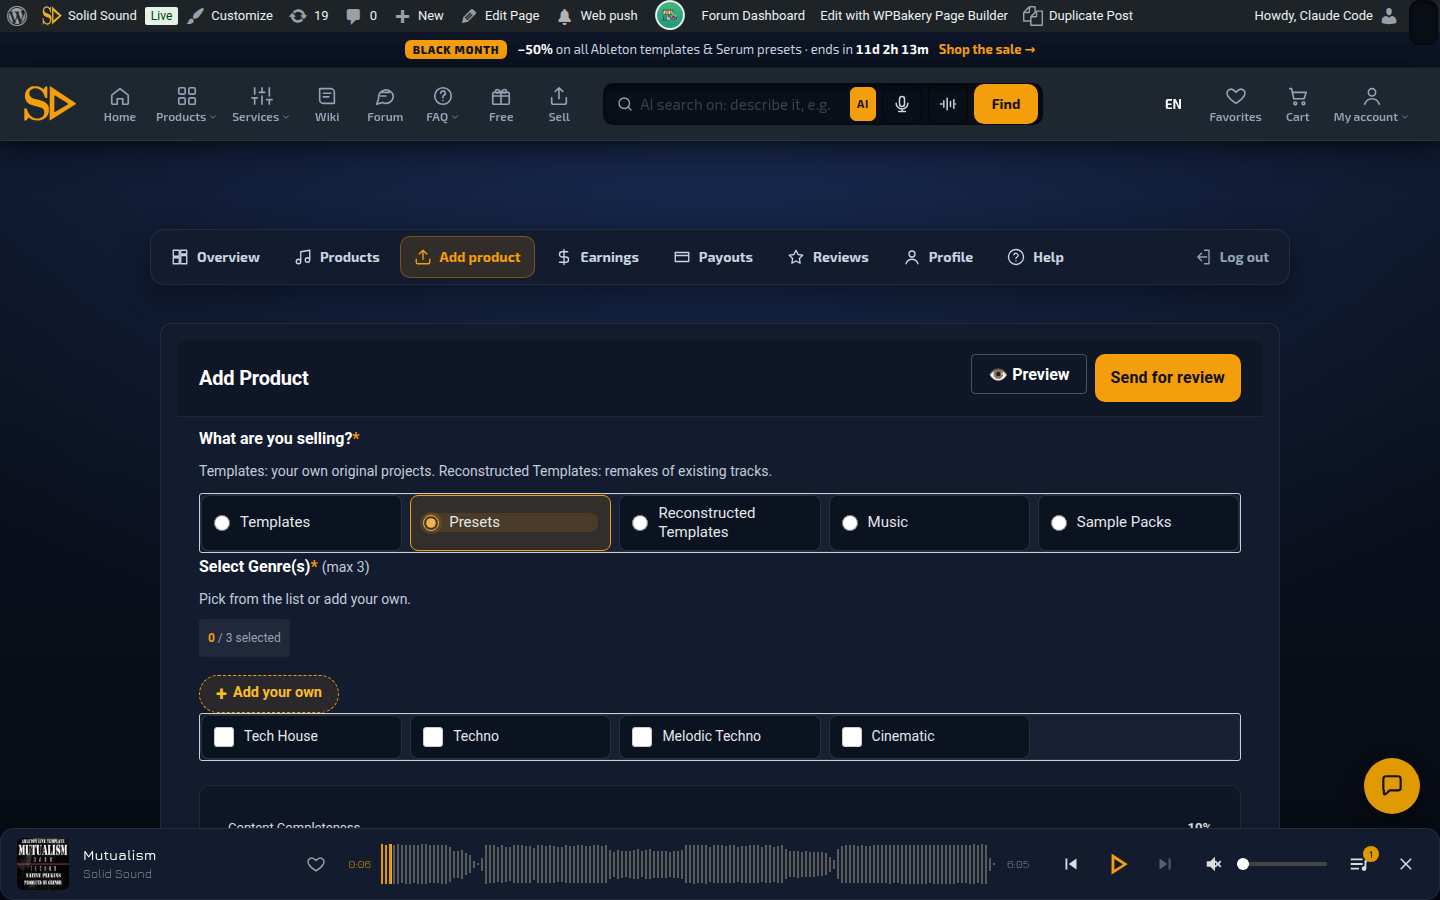 Solid Sound Live Customize 19 0 New Edit Page Web push Forum Dashboard Edit with WPBakery Page Builder Duplicate Post Howdy, Claude Code
BLACK MONTH −50% on all Ableton templates & Serum presets · ends in 11d 2h 13m Shop the sale →
Home Products Services Wiki Forum FAQ Free Sell
AI search on: describe it, e.g. AI Find
EN Favorites Cart My account
Overview Products Add product Earnings Payouts Reviews Profile Help Log out
Add Product
Preview Send for review
What are you selling?*
Templates: your own original projects. Reconstructed Templates: remakes of existing tracks.
Templates Presets Reconstructed Templates Music Sample Packs
Select Genre(s)* (max 3)
Pick from the list or add your own.
0 / 3 selected
+ Add your own
Tech House Techno Melodic Techno Cinematic
Content Completeness 10%
MUTUALISM
Mutualism
Solid Sound
0:06 6:05
1